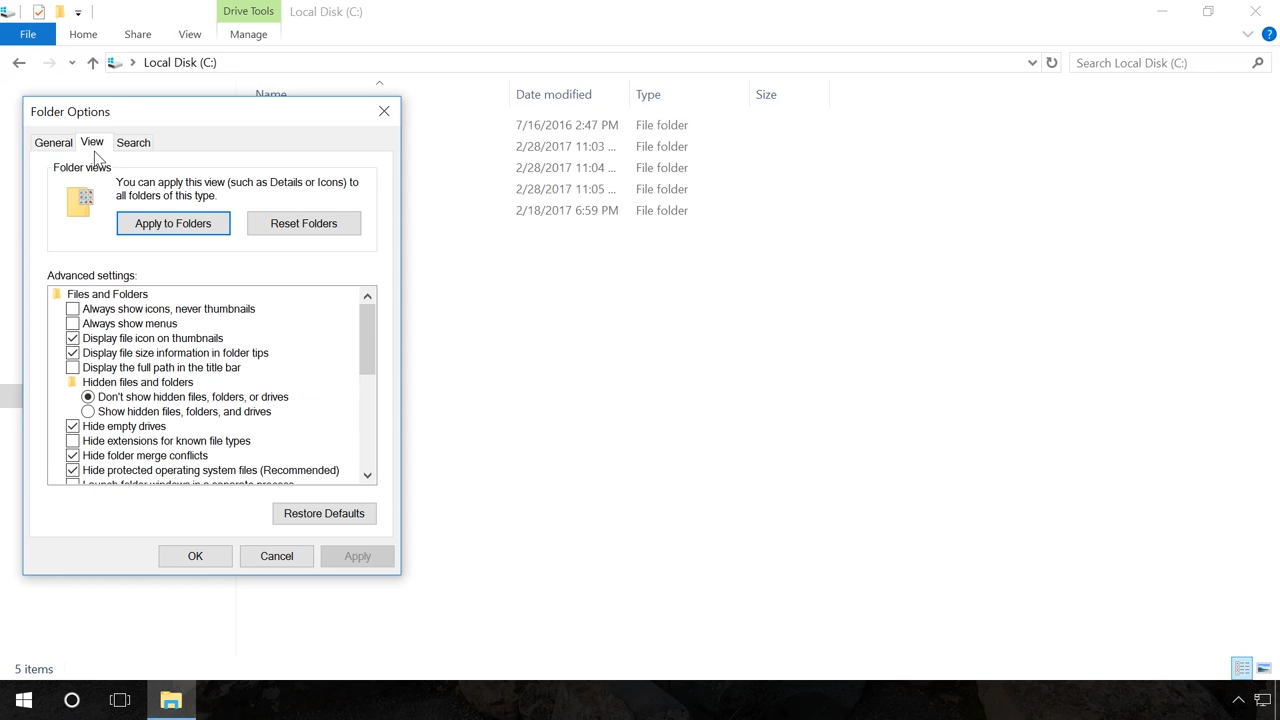 Drive Tools Local Disk (C:)
File Home Share View Manage
Local Disk (C:) Search Local Disk (C:)
Name Date modified Type Size
7/16/2016 2:47 PM File folder
2/28/2017 11:03 ... File folder
2/28/2017 11:04 ... File folder
2/28/2017 11:05 ... File folder
2/18/2017 6:59 PM File folder
Folder Options
General View Search
Folder views
You can apply this view (such as Details or Icons) to
all folders of this type.
Apply to Folders Reset Folders
Advanced settings:
Files and Folders
Always show icons, never thumbnails
Always show menus
Display file icon on thumbnails
Display file size information in folder tips
Display the full path in the title bar
Hidden files and folders
Don't show hidden files, folders, or drives
Show hidden files, folders, and drives
Hide empty drives
Hide extensions for known file types
Hide folder merge conflicts
Hide protected operating system files (Recommended)
Launch folder windows in a separate process
Restore Defaults
OK Cancel Apply
5 items